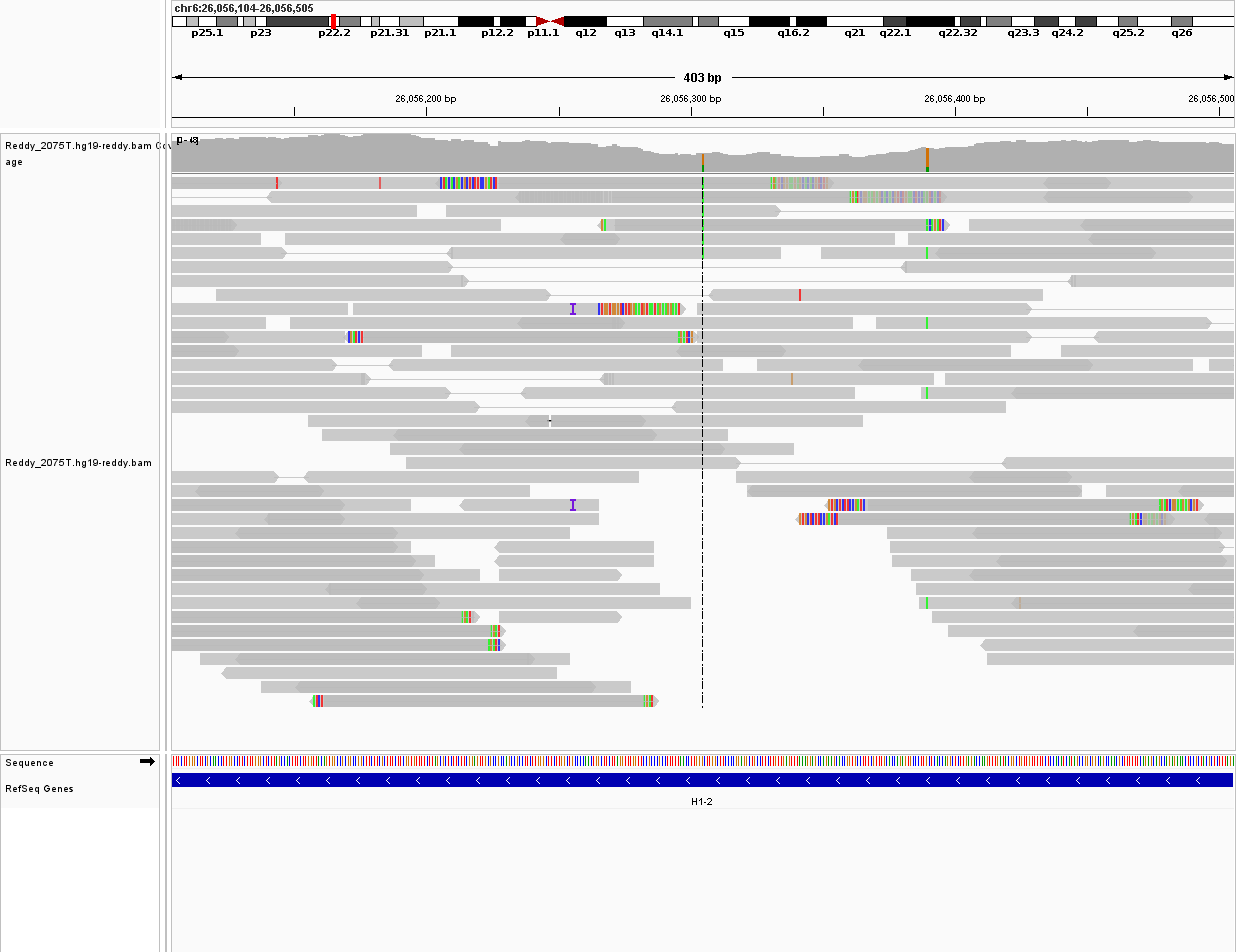 chr6:26,056,104-26,056,505
p25.1 p23 p22.2 p21.31 p21.1 p12.2 p11.1 q12 q13 q14.1 q15 q16.2 q21 q22.1 q22.32 q23.3 q24.2 q25.2 q26
403 bp
26,056,200 bp 26,056,300 bp 26,056,400 bp 26,056,500
Reddy_2075T.hg19-reddy.bam Cov
age
Reddy_2075T.hg19-reddy.bam
Sequence
RefSeq Genes
H1-2